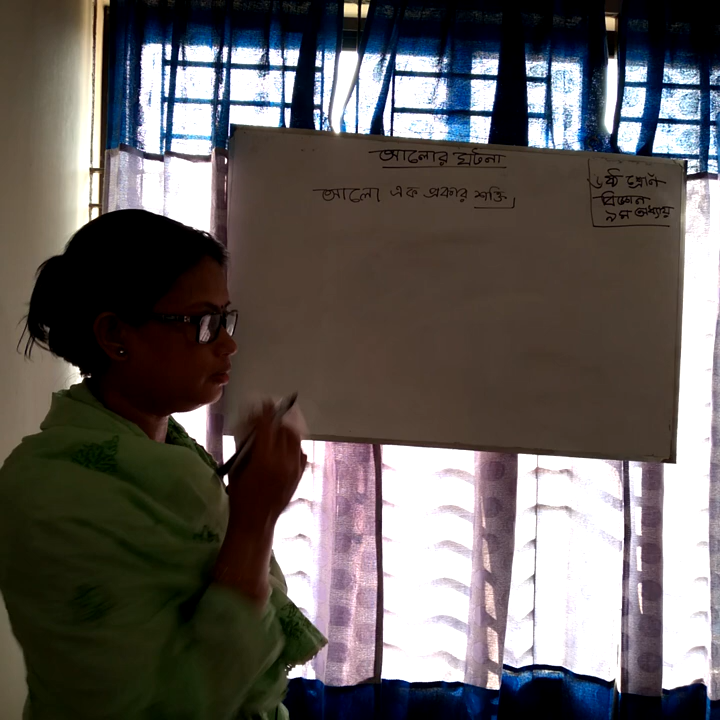 আলোর ঘটনা
আলো এক প্রকার শক্তি।
৬ষ্ঠ শ্রেণি
বিজ্ঞান
৯ম অধ্যায়